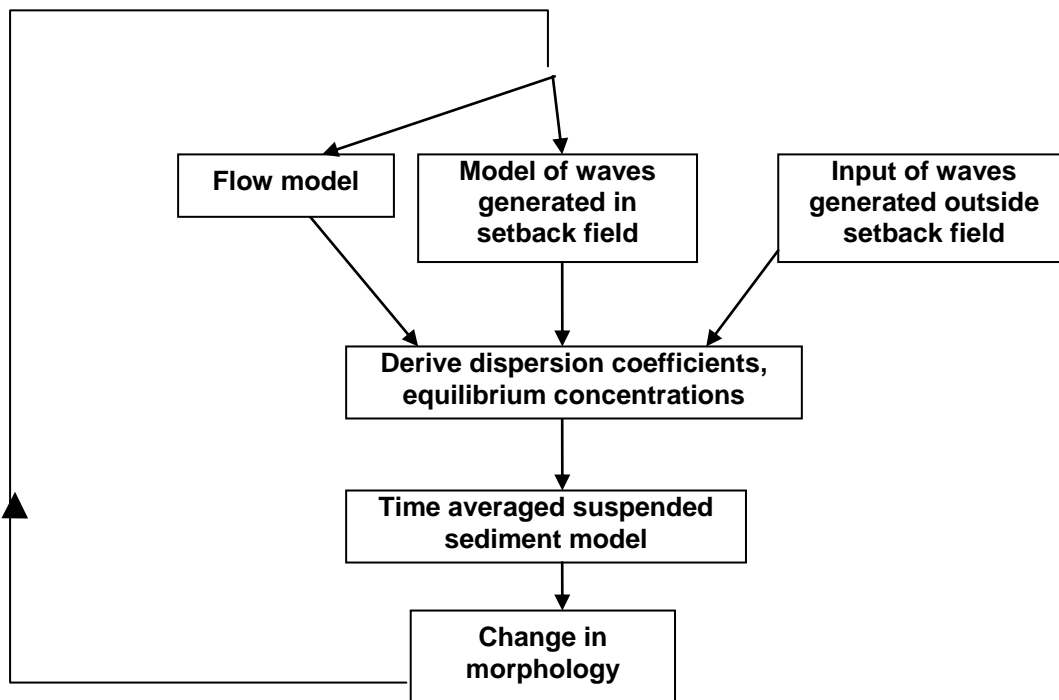 Flow model
Model of waves
generated in
setback field
Input of waves
generated outside
setback field
Derive dispersion coefficients,
equilibrium concentrations
Time averaged suspended
sediment model
Change in
morphology